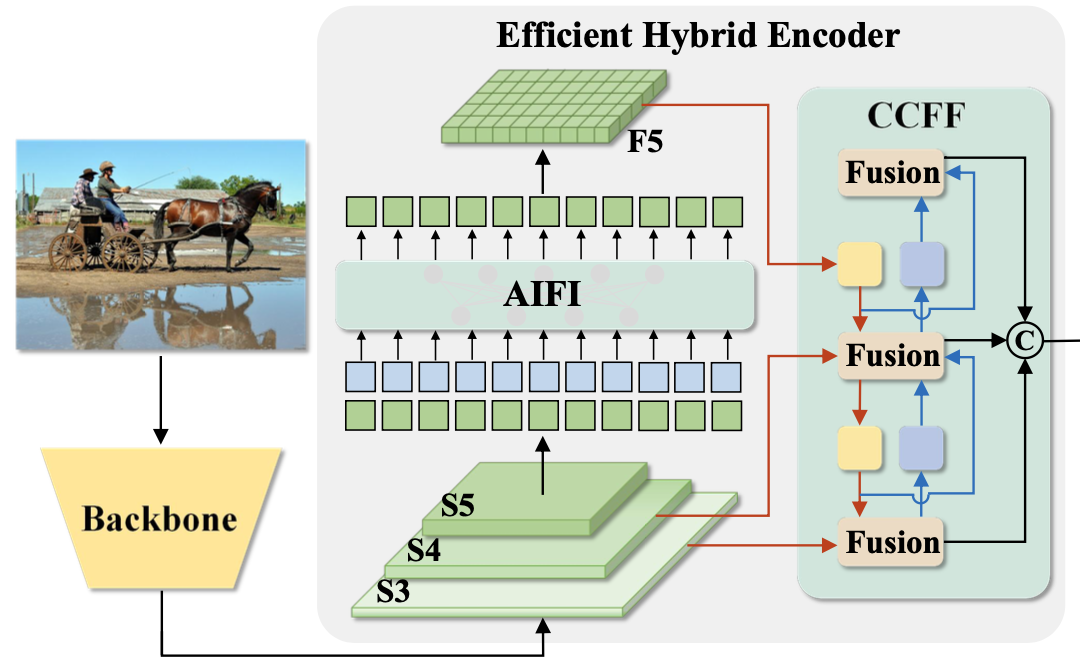 Efficient Hybrid Encoder
F5
CCFF
Fusion
AIFI
Fusion
C
Backbone
S5
S4
S3
Fusion